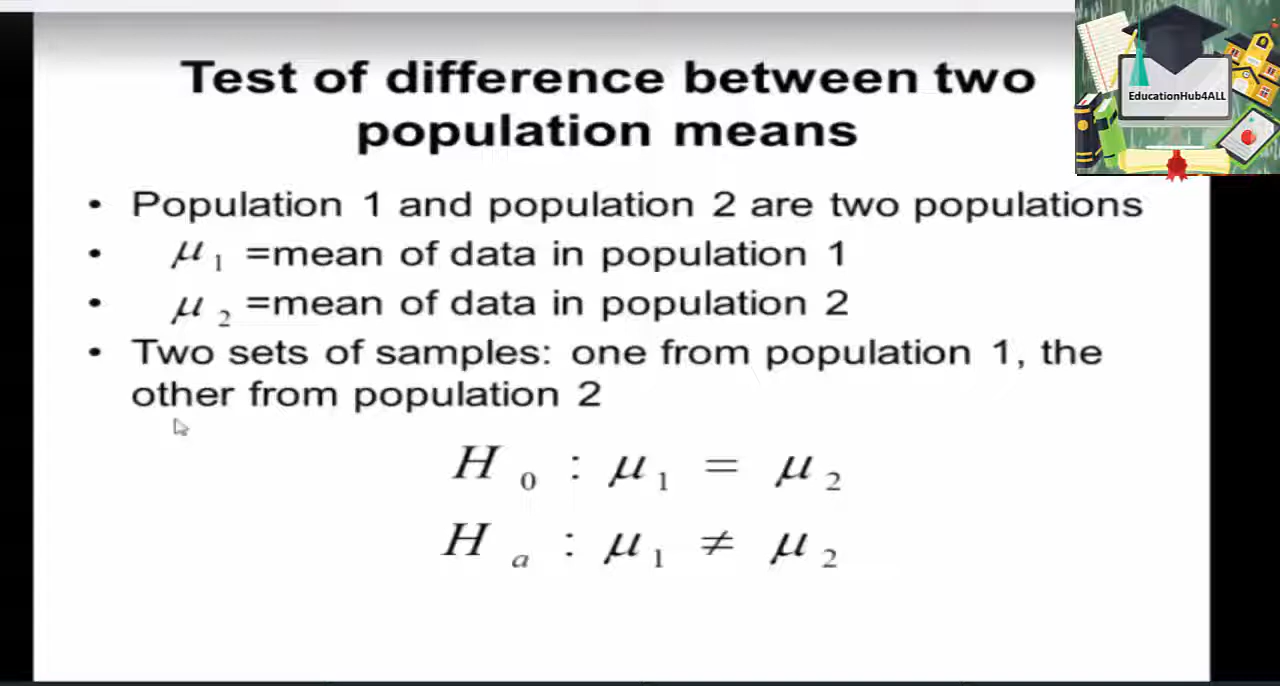 Test of difference between two
population means
EducationHub4ALL
• Population 1 and population 2 are two populations
• μ₁ =mean of data in population 1
• μ₂ =mean of data in population 2
• Two sets of samples: one from population 1, the
other from population 2
H₀ : μ₁ = μ₂
Hₐ : μ₁ ≠ μ₂